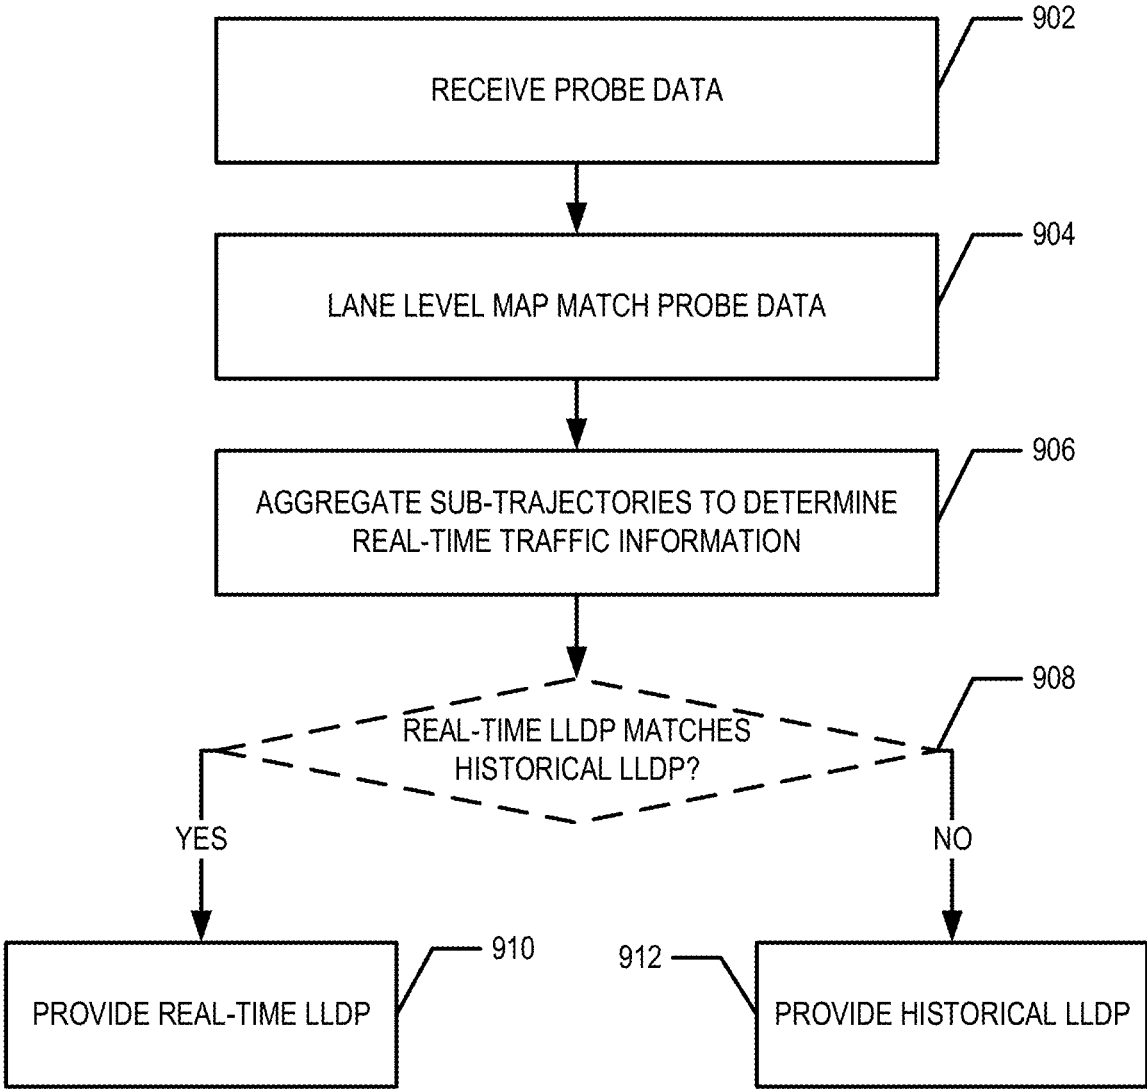 902
RECEIVE PROBE DATA
904
LANE LEVEL MAP MATCH PROBE DATA
906
AGGREGATE SUB-TRAJECTORIES TO DETERMINE
REAL-TIME TRAFFIC INFORMATION
908
REAL-TIME LLDP MATCHES
HISTORICAL LLDP?
YES
NO
910
912
PROVIDE REAL-TIME LLDP
PROVIDE HISTORICAL LLDP